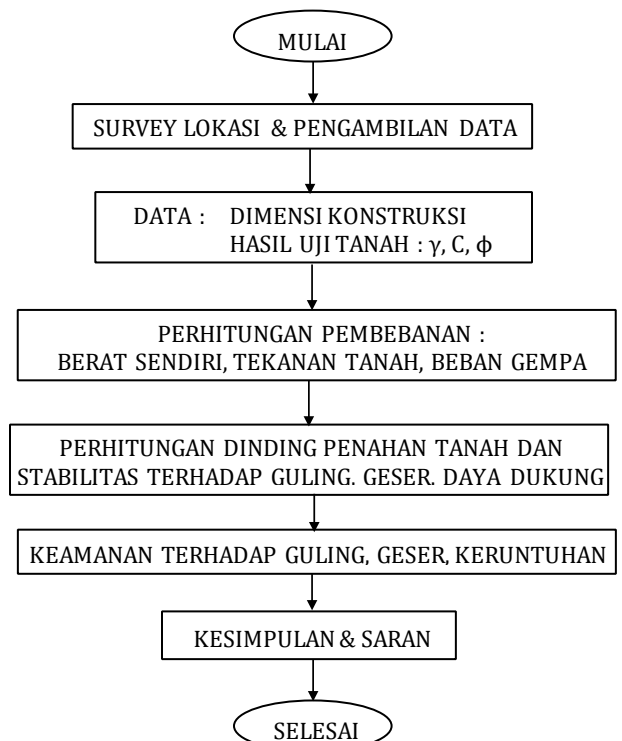 MULAI
SURVEY LOKASI & PENGAMBILAN DATA
DATA : DIMENSI KONSTRUKSI
HASIL UJI TANAH : γ, C, ϕ
PERHITUNGAN PEMBEBANAN :
BERAT SENDIRI, TEKANAN TANAH, BEBAN GEMPA
PERHITUNGAN DINDING PENAHAN TANAH DAN
STABILITAS TERHADAP GULING. GESER. DAYA DUKUNG
KEAMANAN TERHADAP GULING, GESER, KERUNTUHAN
KESIMPULAN & SARAN
SELESAI